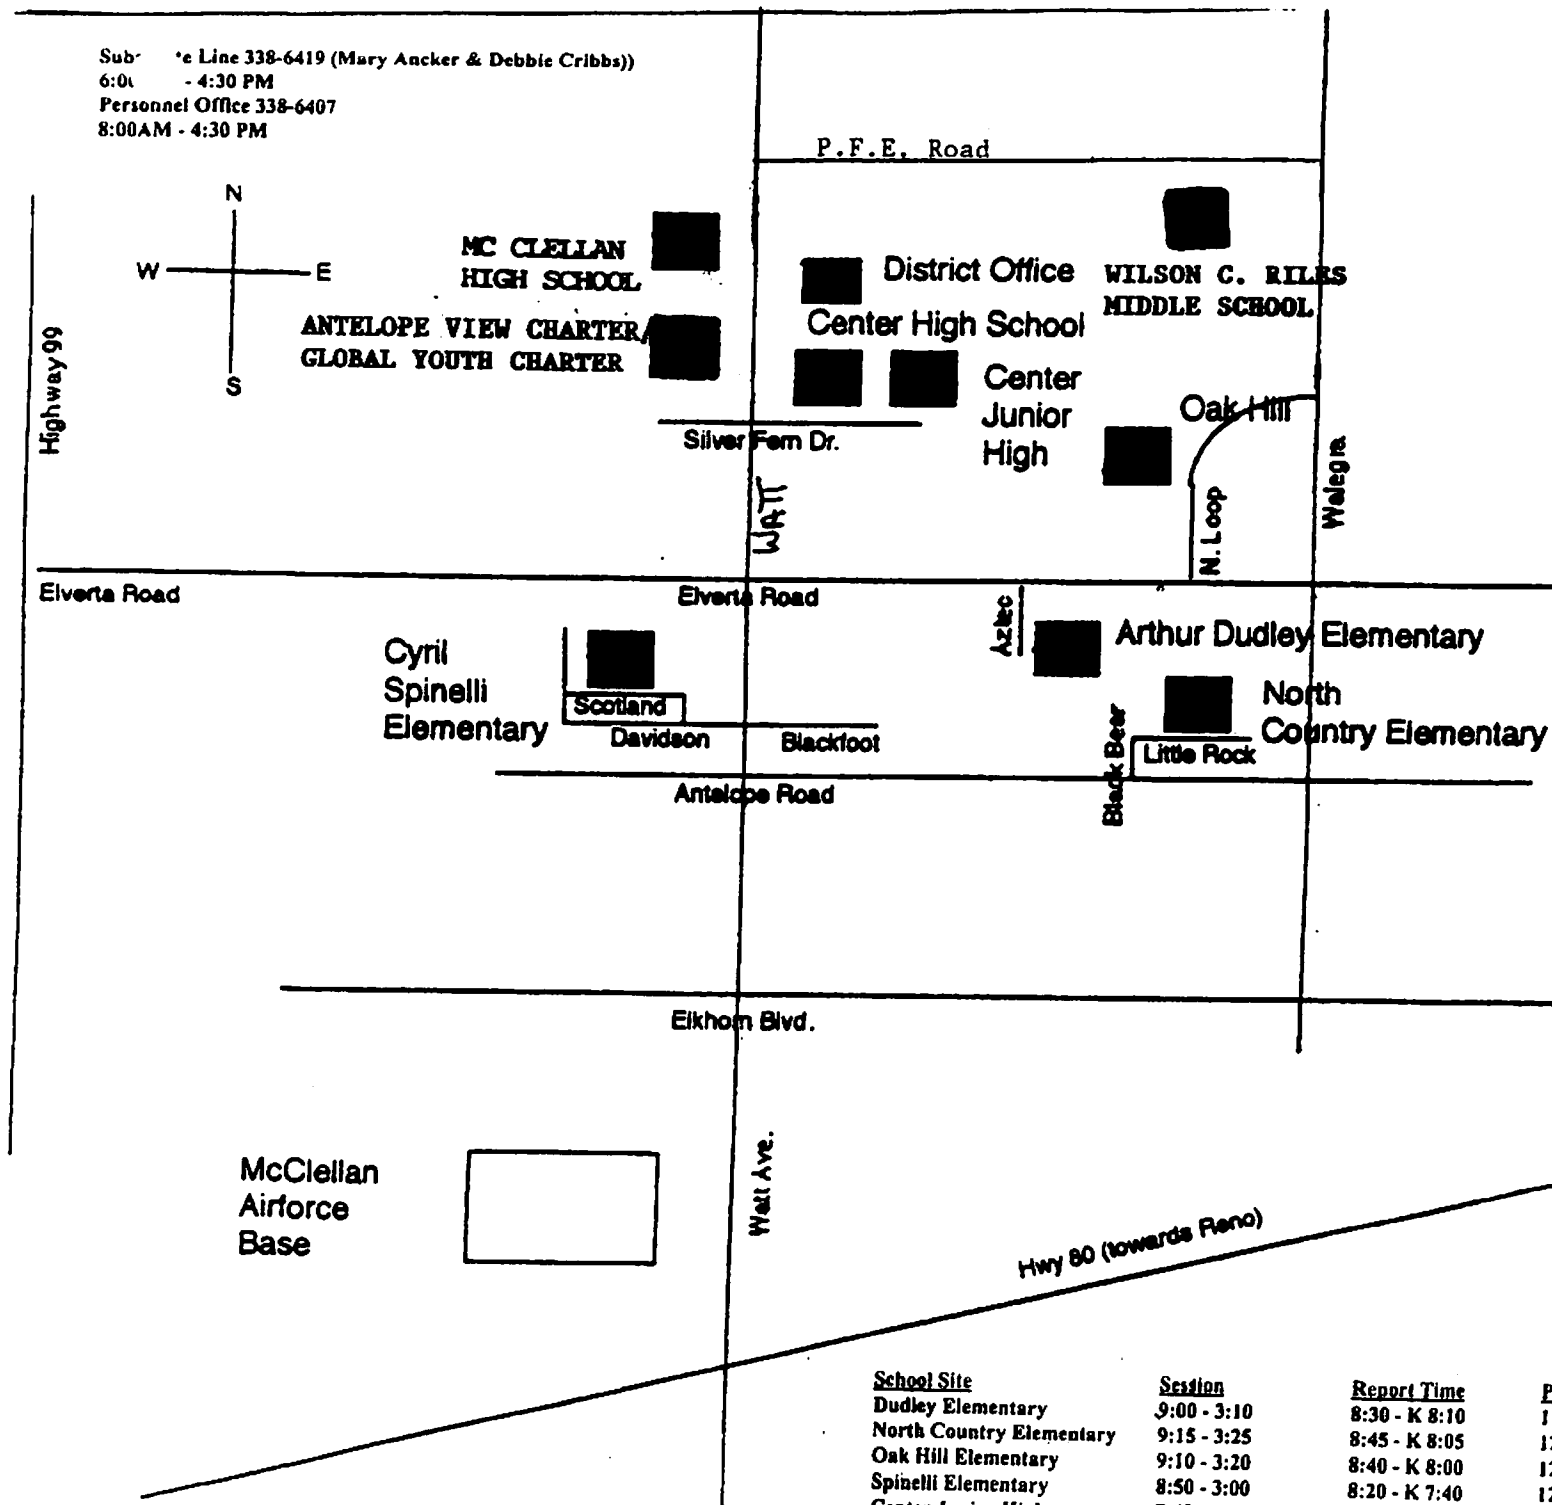 Line 338-6419 (Mary Ancker & Debbie Cribbs))
- 4:30 PM
Personnel Office 338-6407
8:00AM - 4:30 PM
P.F.E. Road
N
W
E
S
MC CLELLAN
HIGH SCHOOL
District Office
WILSON C. RILES
MIDDLE SCHOOL
ANTELOPE VIEW CHARTER/
GLOBAL YOUTH CHARTER
Center High School
Center
Junior
High
Oak Hill
Highway 99
Silver Fern Dr.
WATT
N. Loop
Walegra
Elverta Road
Elverta Road
Aztec
Arthur Dudley Elementary
Cyril
Spinelli
Elementary
Scotland
Davidson
Blackfoot
North
Country Elementary
Black Bear
Little Rock
Antelope Road
Elkhorn Blvd.
McClellan
Airforce
Base
Watt Ave.
Hwy 80 (towards Reno)
School Site Session Report Time
Dudley Elementary 9:00 - 3:10 8:30 - K 8:10
North Country Elementary 9:15 - 3:25 8:45 - K 8:05
Oak Hill Elementary 9:10 - 3:20 8:40 - K 8:00
Spinelli Elementary 8:50 - 3:00 8:20 - K 7:40